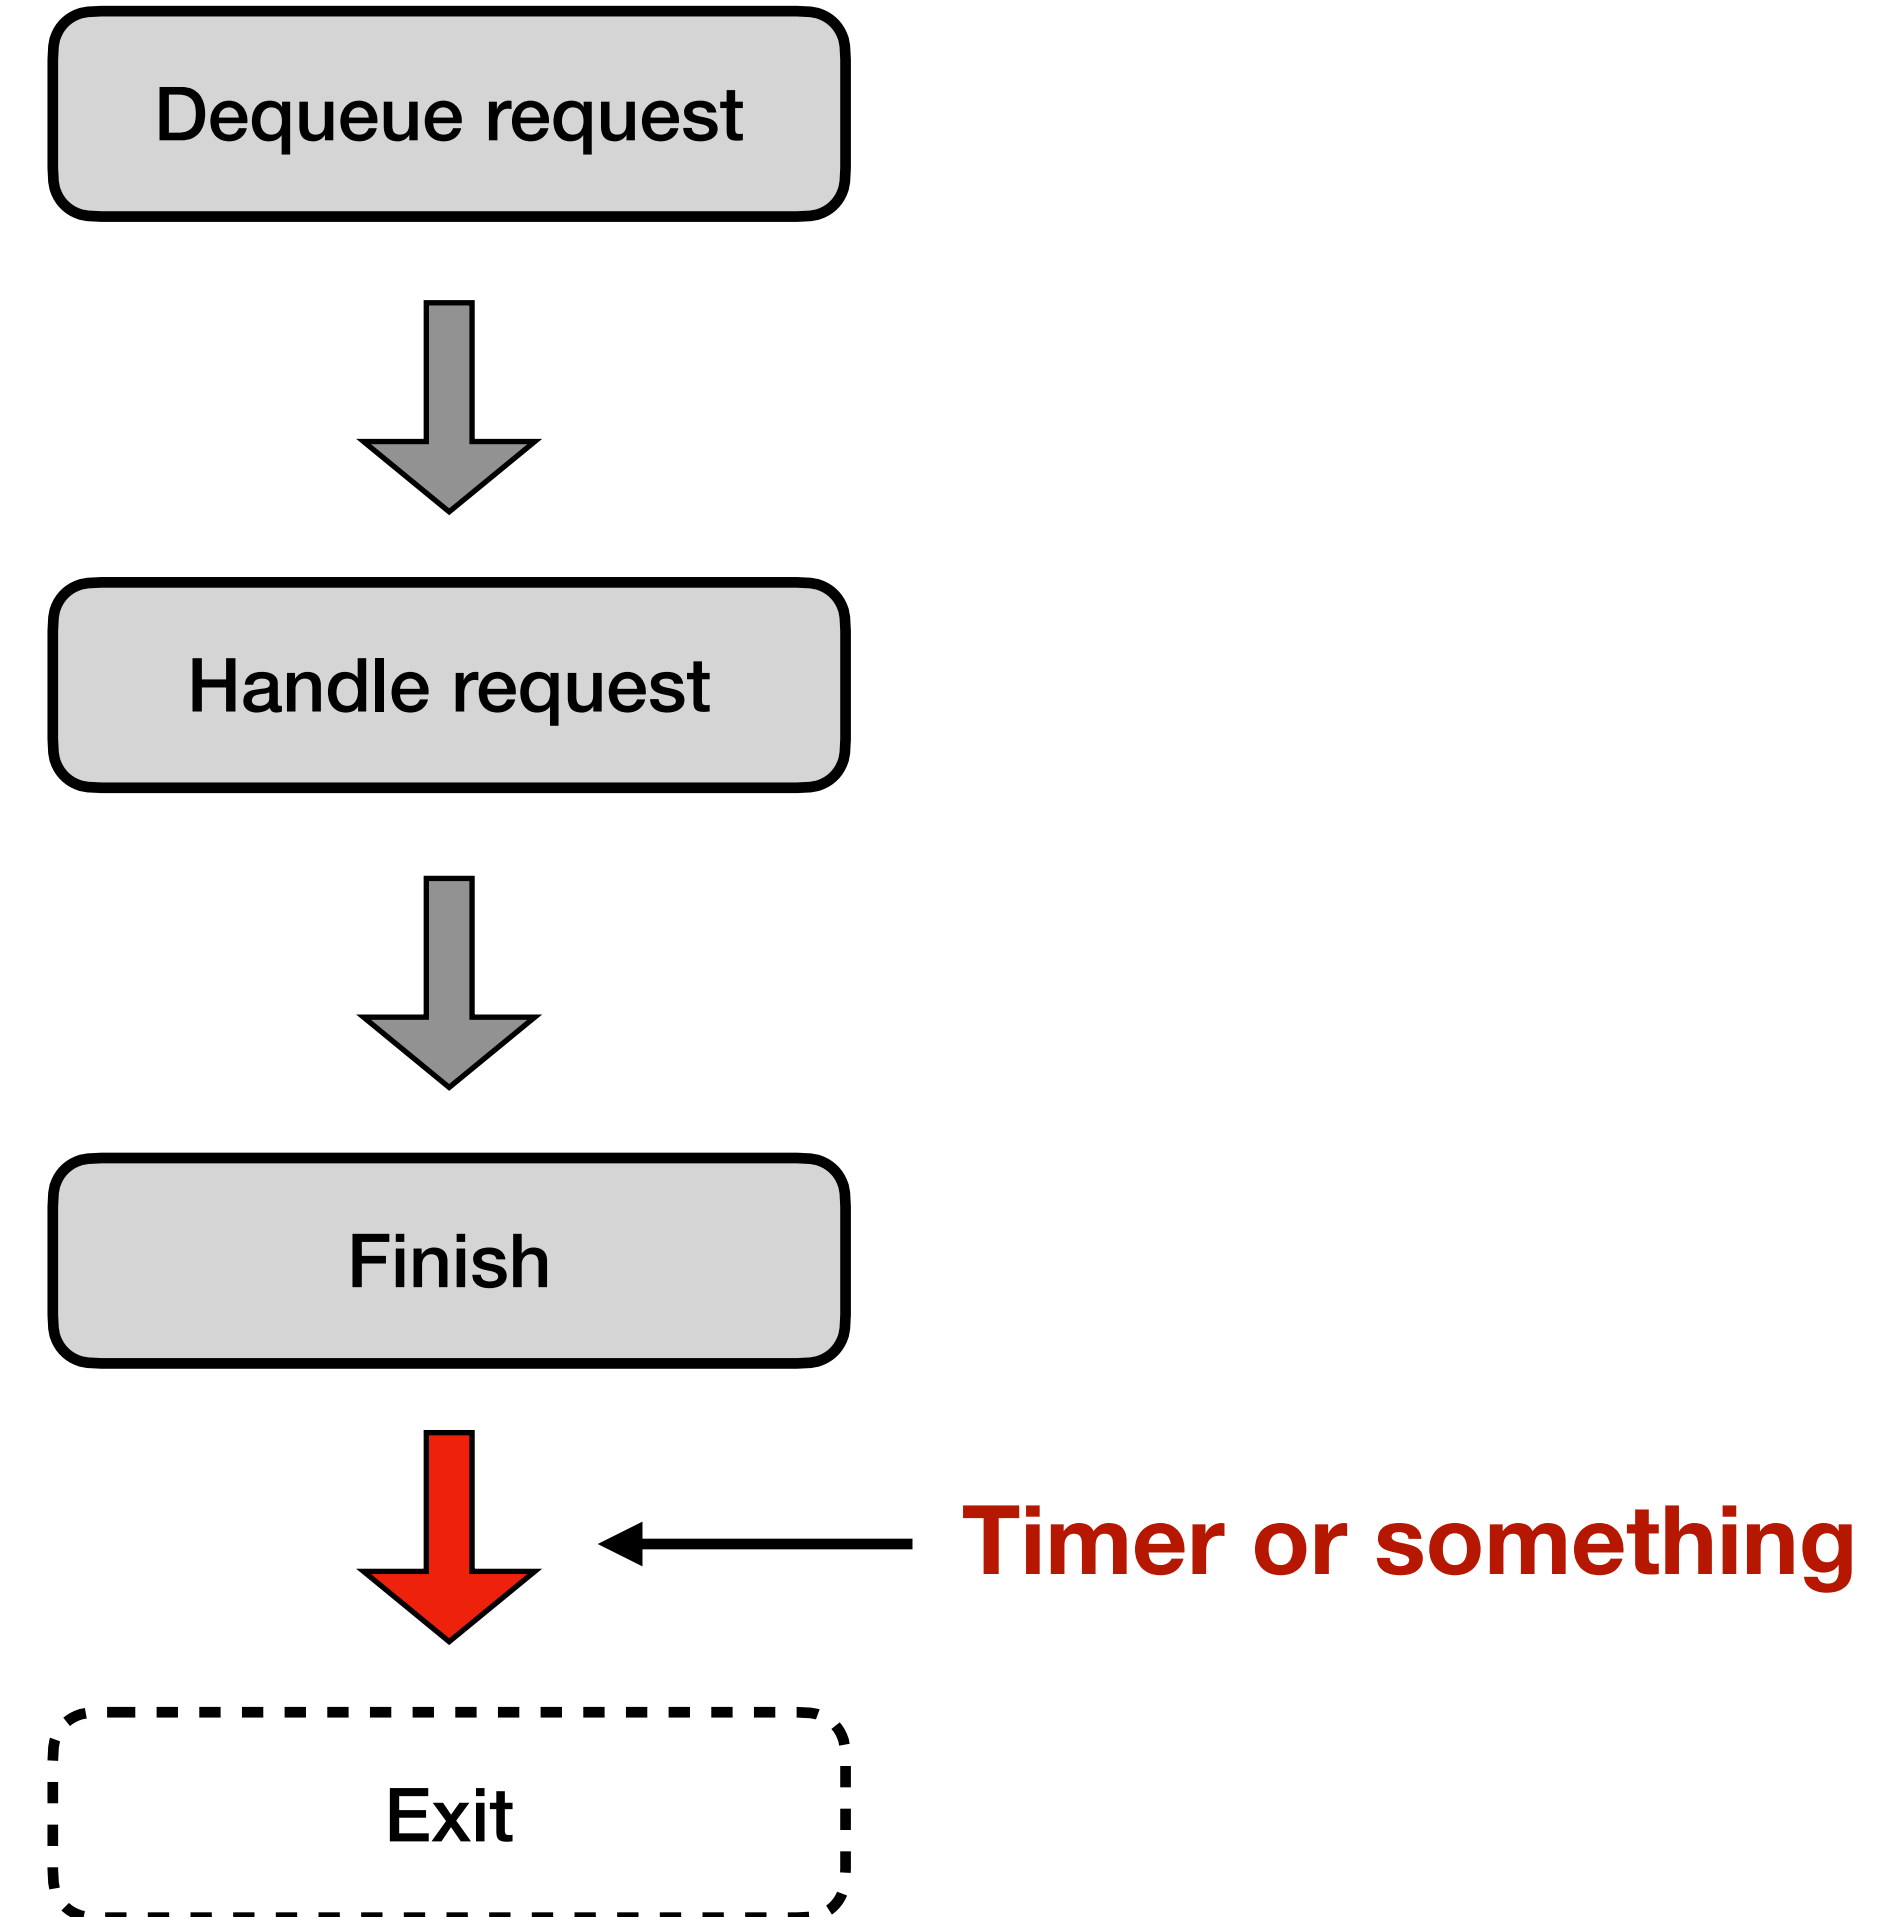 Dequeue request
Handle request
Finish
Timer or something
Exit